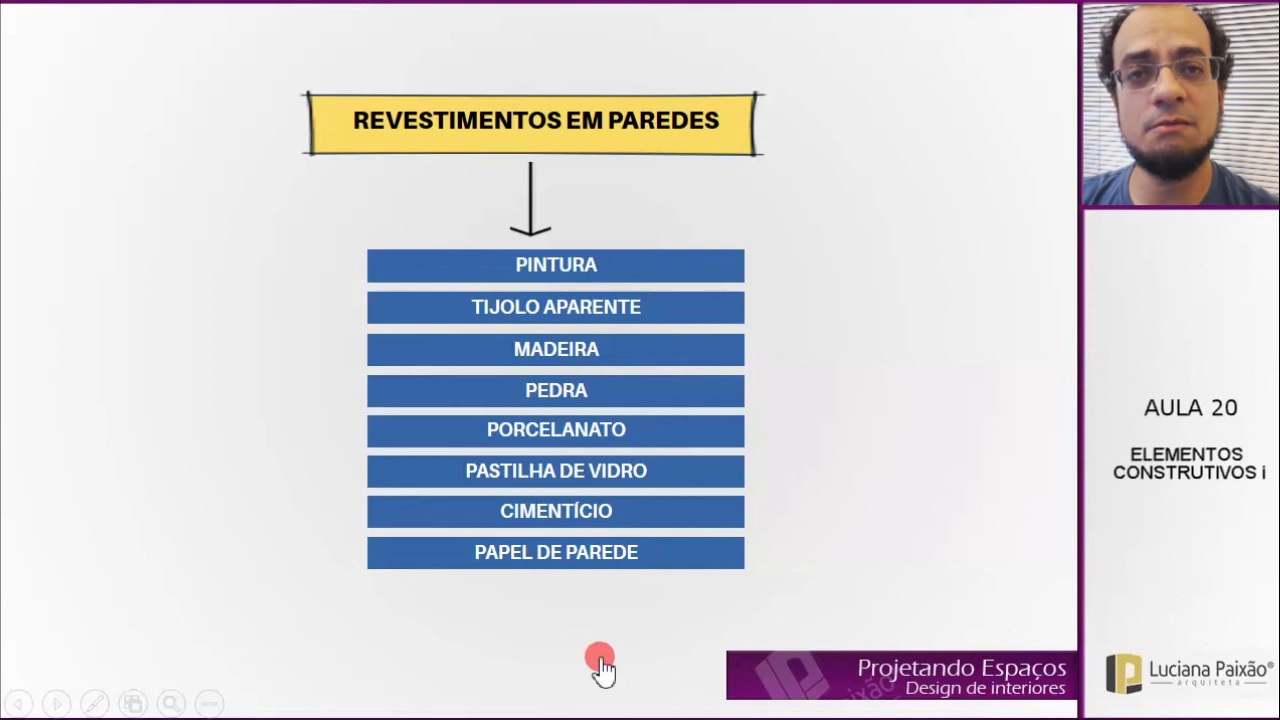 REVESTIMENTOS EM PAREDES
PINTURA
TIJOLO APARENTE
MADEIRA
PEDRA
PORCELANATO
PASTILHA DE VIDRO
CIMENTÍCIO
PAPEL DE PAREDE
AULA 20
ELEMENTOS
CONSTRUTIVOS i
Projetando Espaços
Design de interiores
Luciana Paixão®
arquiteta